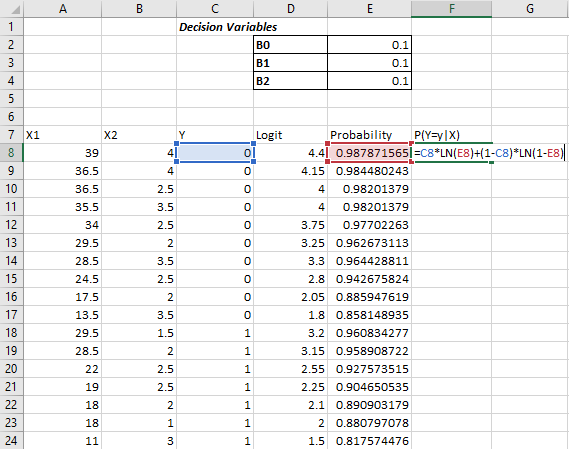 A B C D E F G
1 Decision Variables
2 B0 0.1
3 B1 0.1
4 B2 0.1
5
6
7 X1 X2 Y Logit Probability P(Y=y|X)
8 39 4 0 4.4 0.987871565 =C8*LN(E8)+(1-C8)*LN(1-E8)
9 36.5 4 0 4.15 0.984480243
10 36.5 2.5 0 4 0.98201379
11 35.5 3.5 0 4 0.98201379
12 34 2.5 0 3.75 0.97702263
13 29.5 2 0 3.25 0.962673113
14 28.5 3.5 0 3.3 0.964428811
15 24.5 2.5 0 2.8 0.942675824
16 17.5 2 0 2.05 0.885947619
17 13.5 3.5 0 1.8 0.858148935
18 29.5 1.5 1 3.2 0.960834277
19 28.5 2 1 3.15 0.958908722
20 22 2.5 1 2.55 0.927573515
21 19 2.5 1 2.25 0.904650535
22 18 2 1 2.1 0.890903179
23 18 1 1 2 0.880797078
24 11 3 1 1.5 0.817574476